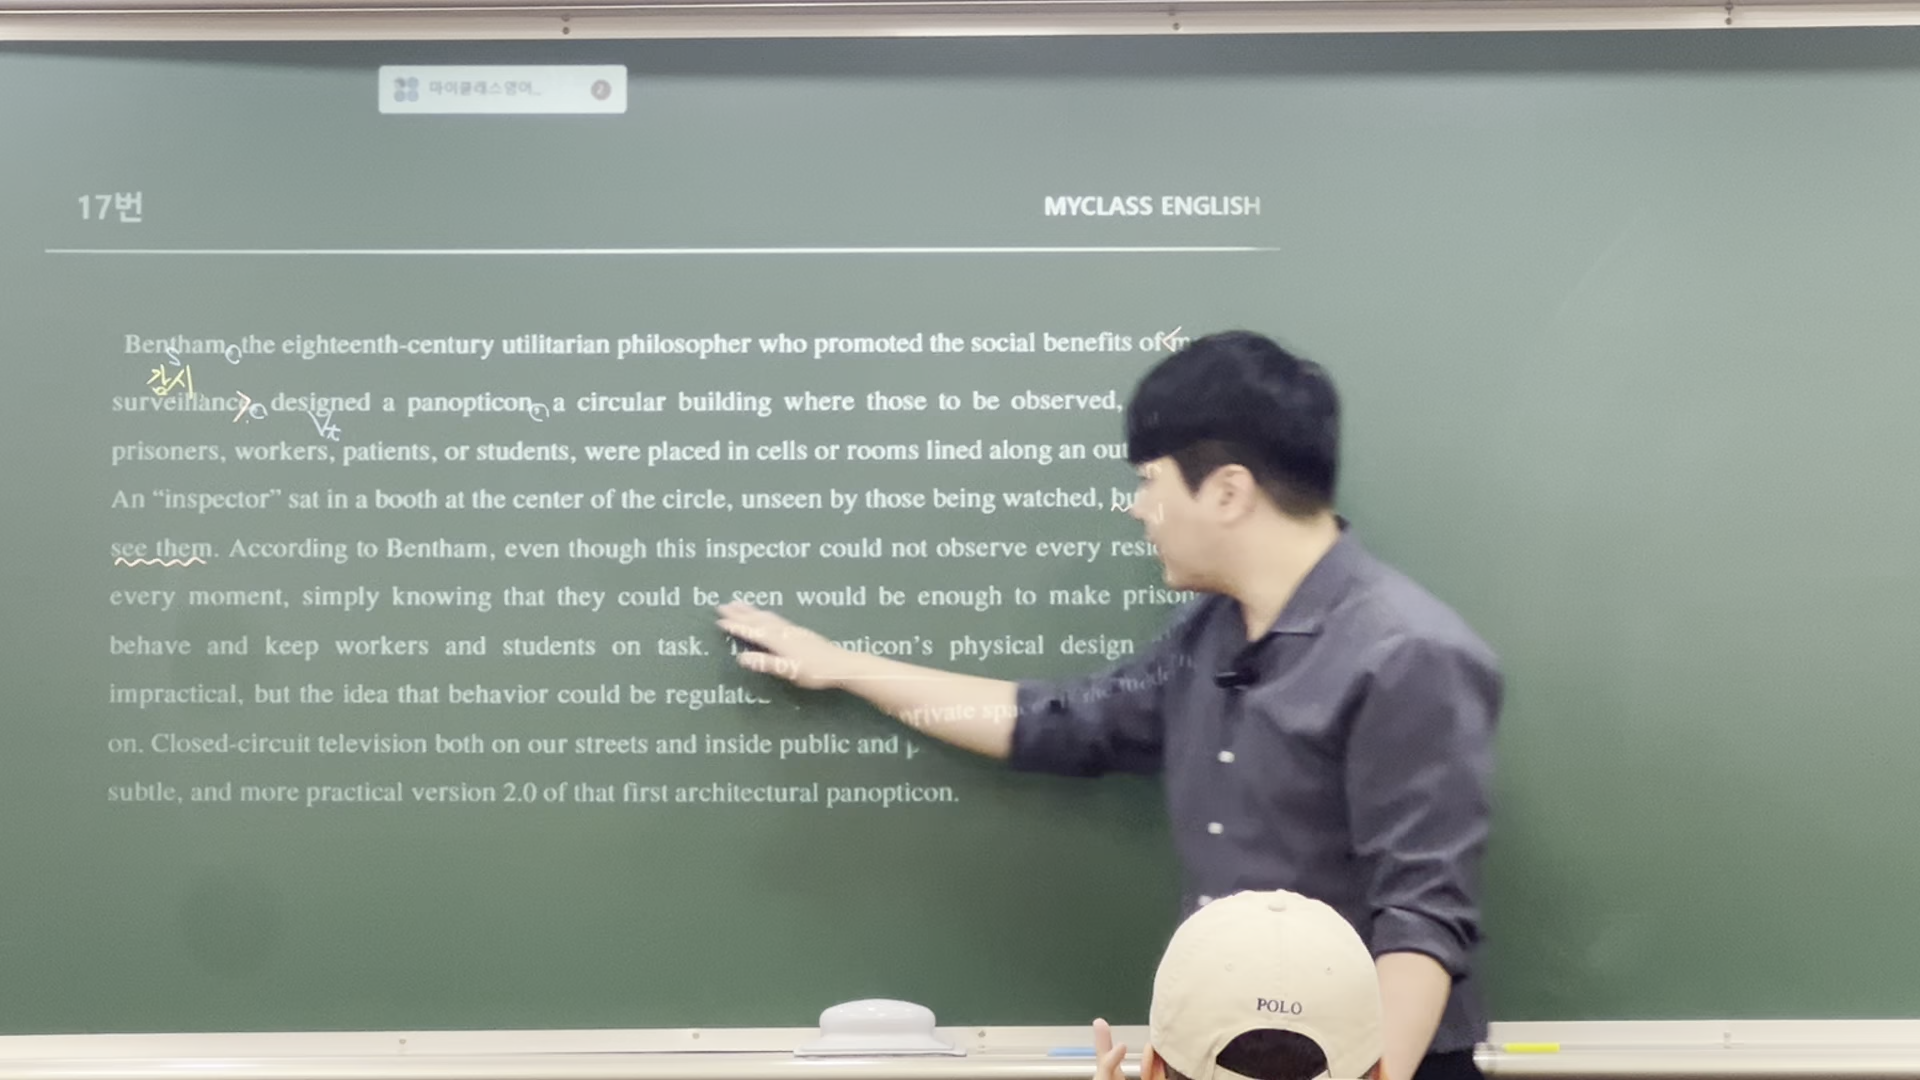 마이클래스영어...
17번
MYCLASS ENGLISH
Bentham, the eighteenth-century utilitarian philosopher who promoted the social benefits of
S
감시
surveillance, designed a panopticon, a circular building where those to be observed,
Vt
prisoners, workers, patients, or students, were placed in cells or rooms lined along an
An “inspector” sat in a booth at the center of the circle, unseen by those being watched,
see them. According to Bentham, even though this inspector could not observe every
every moment, simply knowing that they could be seen would be enough to make
behave and keep workers and students on task. physical design
impractical, but the idea that behavior could be by
on. Closed-circuit television both on our streets and inside public and private
subtle, and more practical version 2.0 of that first architectural panopticon.
POLO